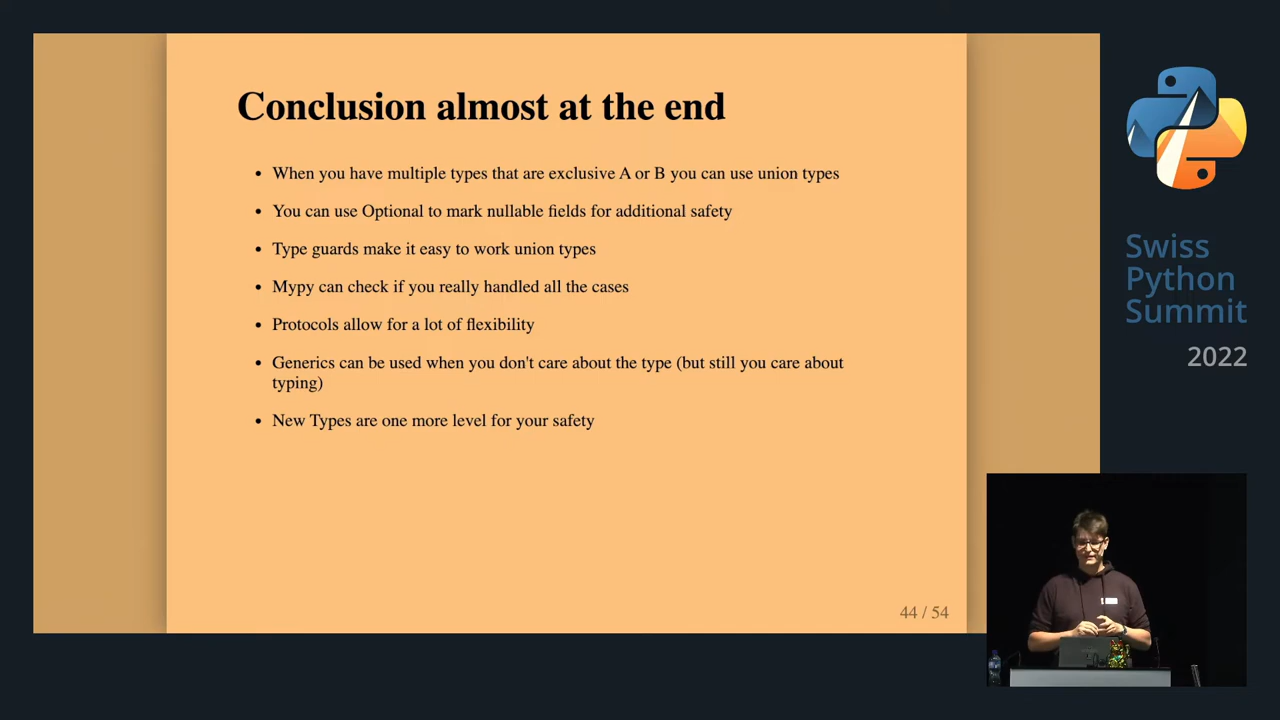 Conclusion almost at the end
• When you have multiple types that are exclusive A or B you can use union types
• You can use Optional to mark nullable fields for additional safety
• Type guards make it easy to work union types
• Mypy can check if you really handled all the cases
• Protocols allow for a lot of flexibility
• Generics can be used when you don't care about the type (but still you care about
typing)
• New Types are one more level for your safety
44 / 54
Swiss
Python
Summit
2022